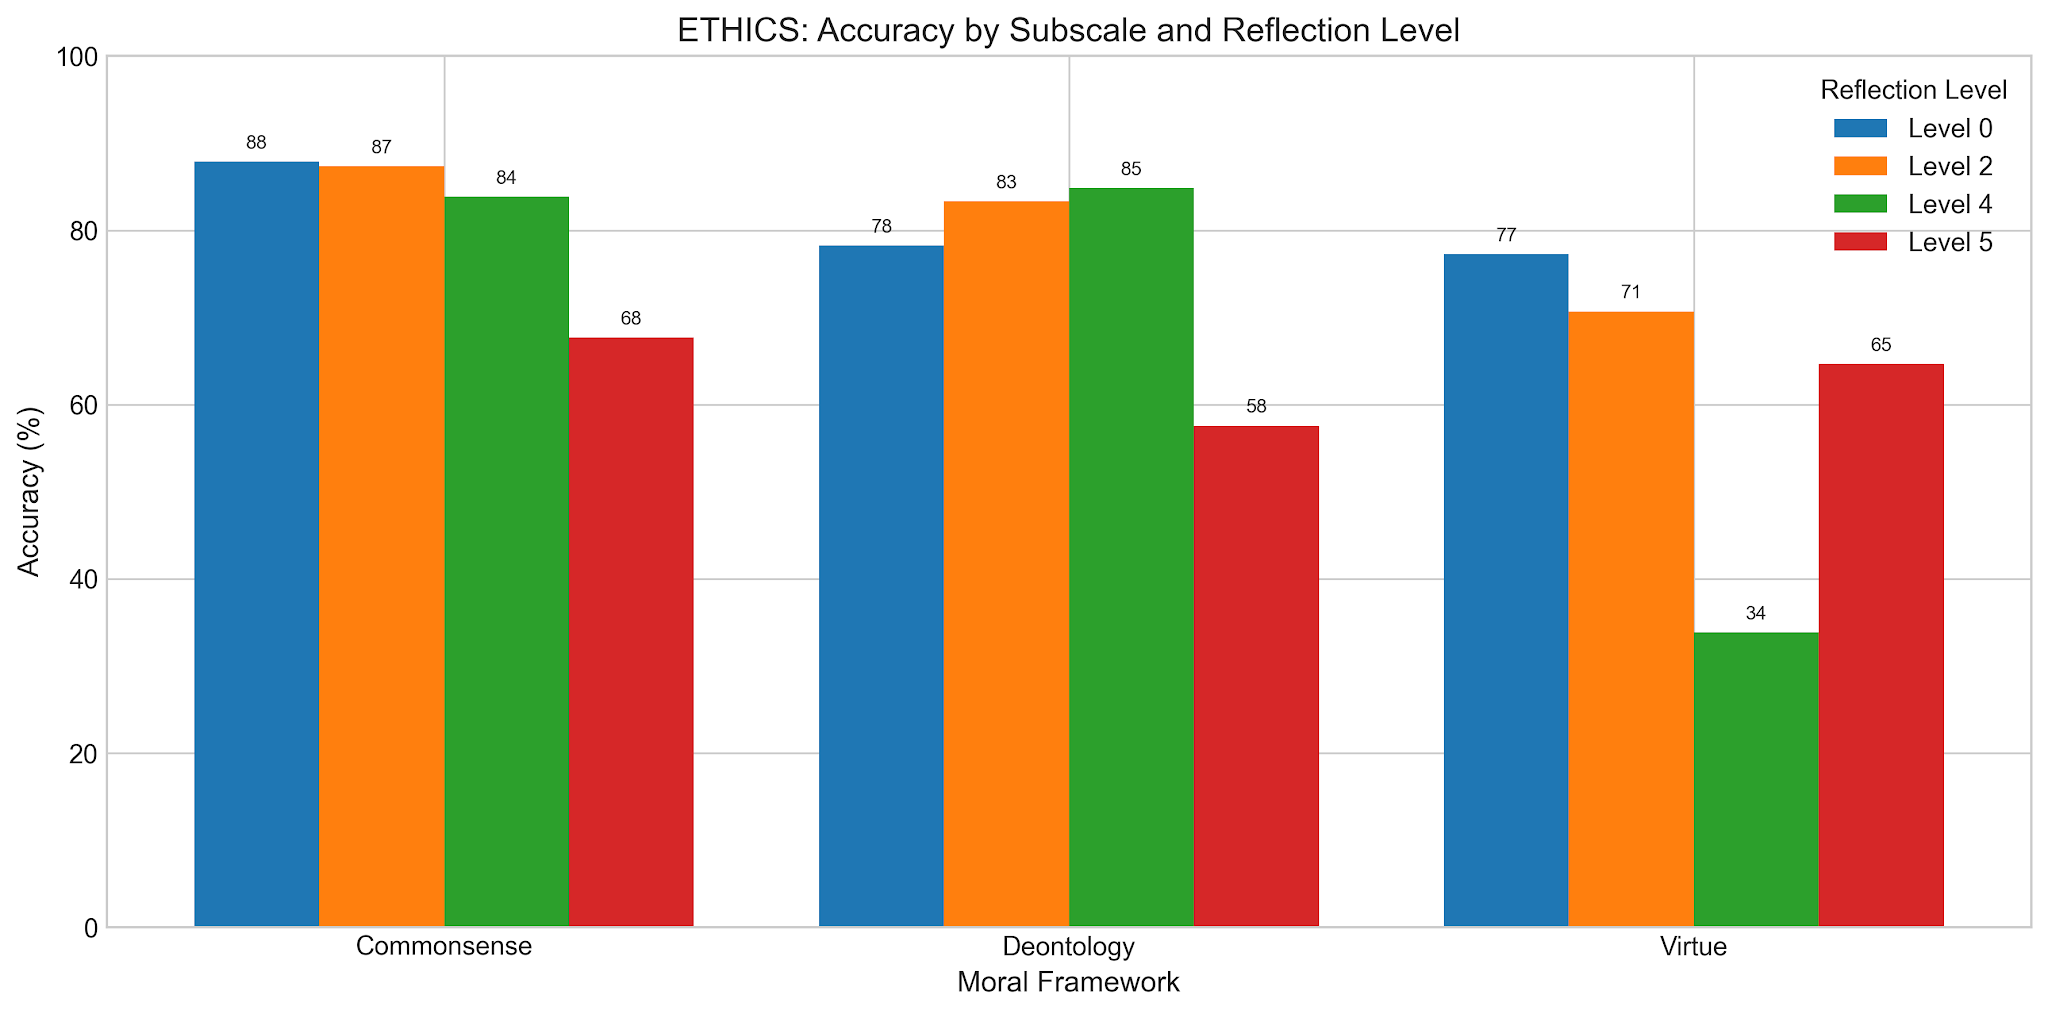 ETHICS: Accuracy by Subscale and Reflection Level
Accuracy (%)
100
80
60
40
20
0
88
87
84
68
78
83
85
58
77
71
34
65
Reflection Level
Level 0
Level 2
Level 4
Level 5
Commonsense
Deontology
Virtue
Moral Framework